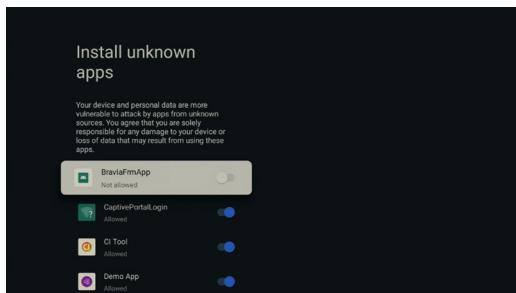 Install unknown
apps
Your device and personal data are more
vulnerable to attack by apps from unknown
sources. You agree that you are solely
responsible for any damage to your device or
loss of data that may result from using these
apps.
BraviaFrmApp
Not allowed
CaptivePortalLogin
Allowed
CI Tool
Allowed
Demo App
Allowed